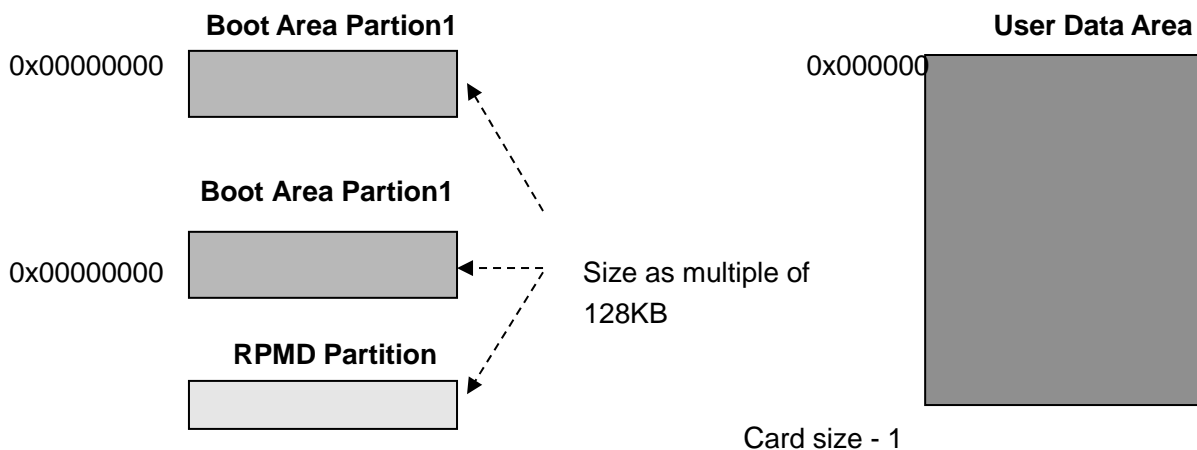 Boot Area Partion1
0x00000000
Boot Area Partion1
0x00000000
RPMD Partition
Size as multiple of
128KB
User Data Area
0x000000
Card size - 1